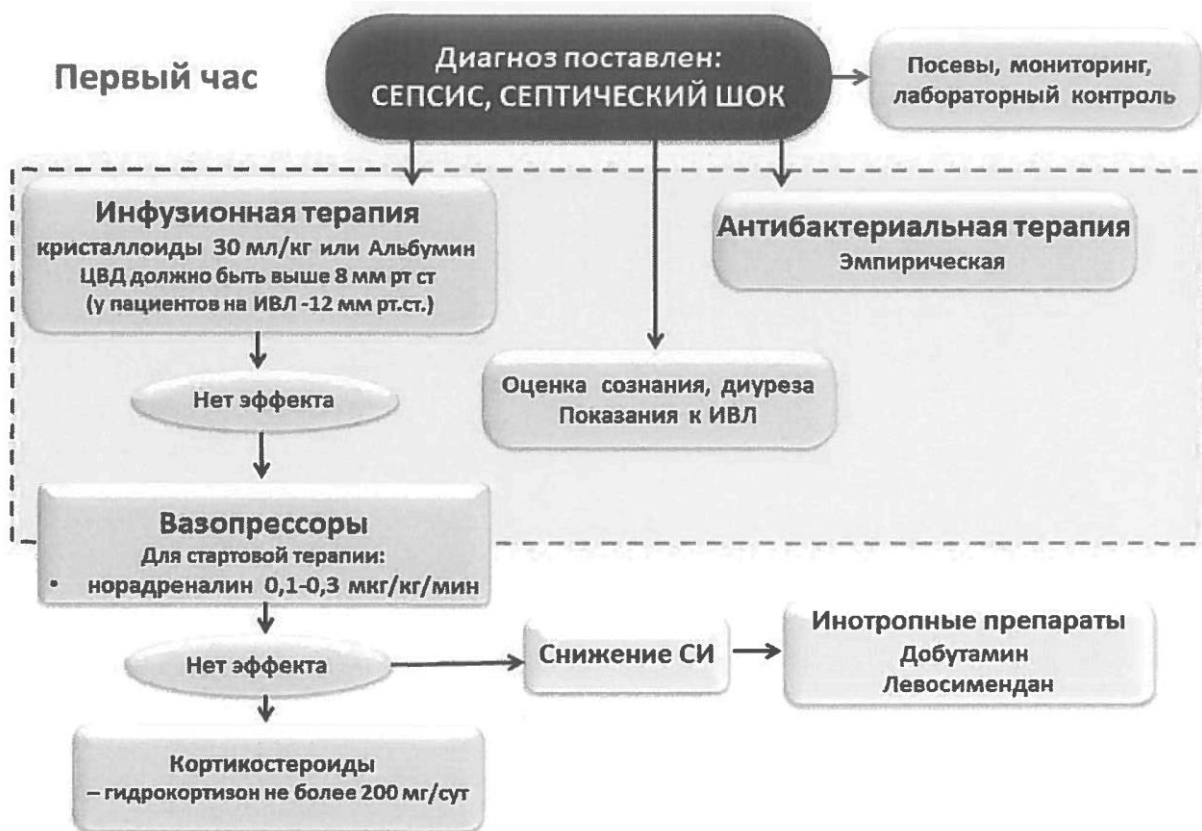 Первый час
Диагноз поставлен:
СЕПСИС, СЕПТИЧЕСКИЙ ШОК
Посевы, мониторинг,
лабораторный контроль
Инфузионная терапия
кристаллоиды 30 мл/кг или Альбумин
ЦВД должно быть выше 8 мм рт ст
(у пациентов на ИВЛ -12 мм рт.ст.)
Антибактериальная терапия
Эмпирическая
Нет эффекта
Оценка сознания, диуреза
Показания к ИВЛ
Вазопрессоры
Для стартовой терапии:
• норадреналин 0,1-0,3 мкг/кг/мин
Нет эффекта
Снижение СИ
Инотропные препараты
Добутамин
Левосимендан
Кортикостероиды
– гидрокортизон не более 200 мг/сут